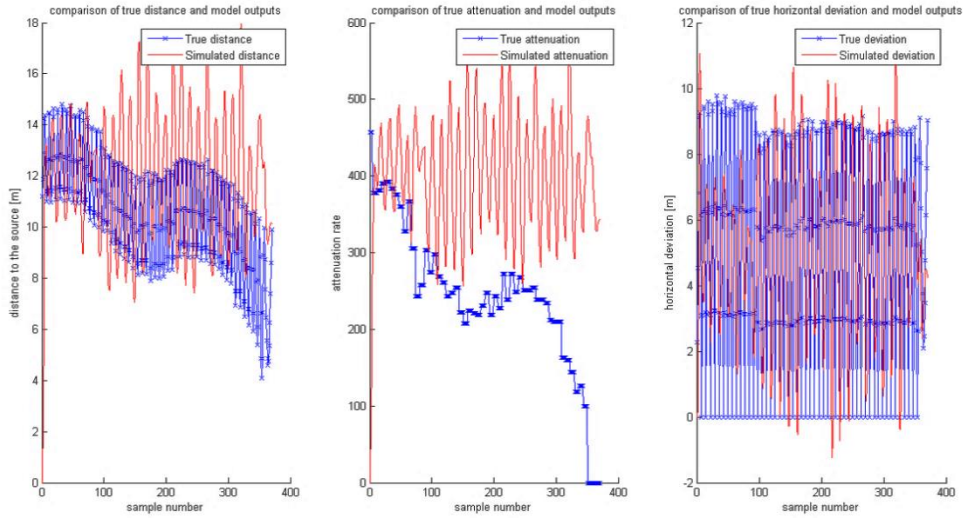 comparison of true distance and model outputs
18
16
14
12
10
8
6
4
2
0
distance to the source [m]
True distance
Simulated distance
0
100
200
300
400
sample number
comparison of true attenuation and model outputs
600
500
400
300
200
100
0
attenuation rate
True attenuation
Simulated attenuation
0
100
200
300
400
sample number
comparison of true horizontal deviation and model outputs
12
10
8
6
4
2
0
-2
horizontal deviation [m]
True deviation
Simulated deviation
0
100
200
300
400
sample number